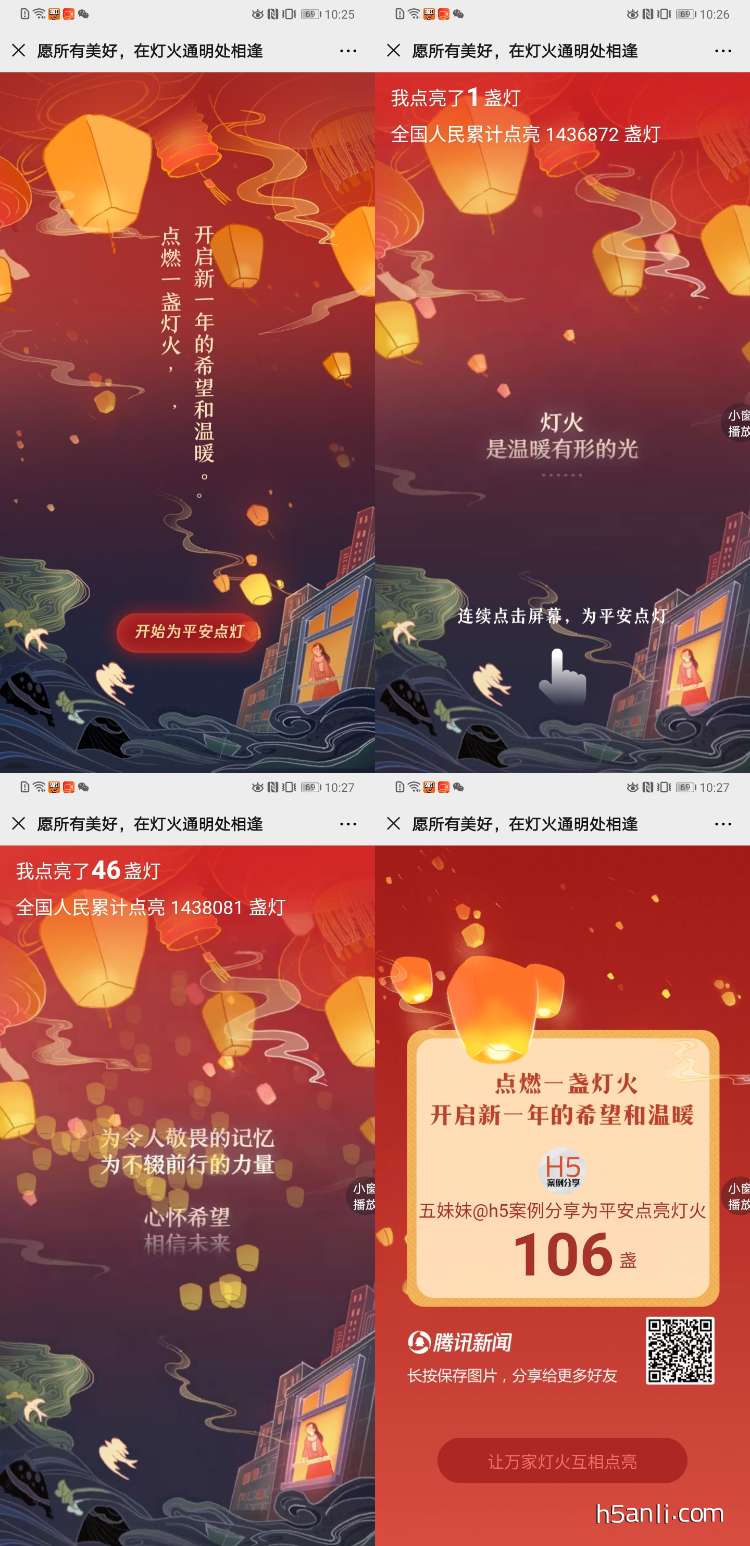 10:25
愿所有美好，在灯火通明处相逢
开启新一年的希望和温暖。
点燃一盏灯火，
开始为平安点灯
10:26
愿所有美好，在灯火通明处相逢
我点亮了1盏灯
全国人民累计点亮 1436872 盏灯
小窗
播放
灯火
是温暖有形的光
······
连续点击屏幕，为平安点灯
10:27
愿所有美好，在灯火通明处相逢
我点亮了46盏灯
全国人民累计点亮 1438081 盏灯
为令人敬畏的记忆
为不辍前行的力量
小窗
播放
心怀希望
相信未来
10:27
愿所有美好，在灯火通明处相逢
点燃一盏灯火
开启新一年的希望和温暖
H5
案例分享
小窗
播放
五妹妹@h5案例分享为平安点亮灯火
106盏
腾讯新闻
长按保存图片，分享给更多好友
让万家灯火互相点亮
h5anli.com